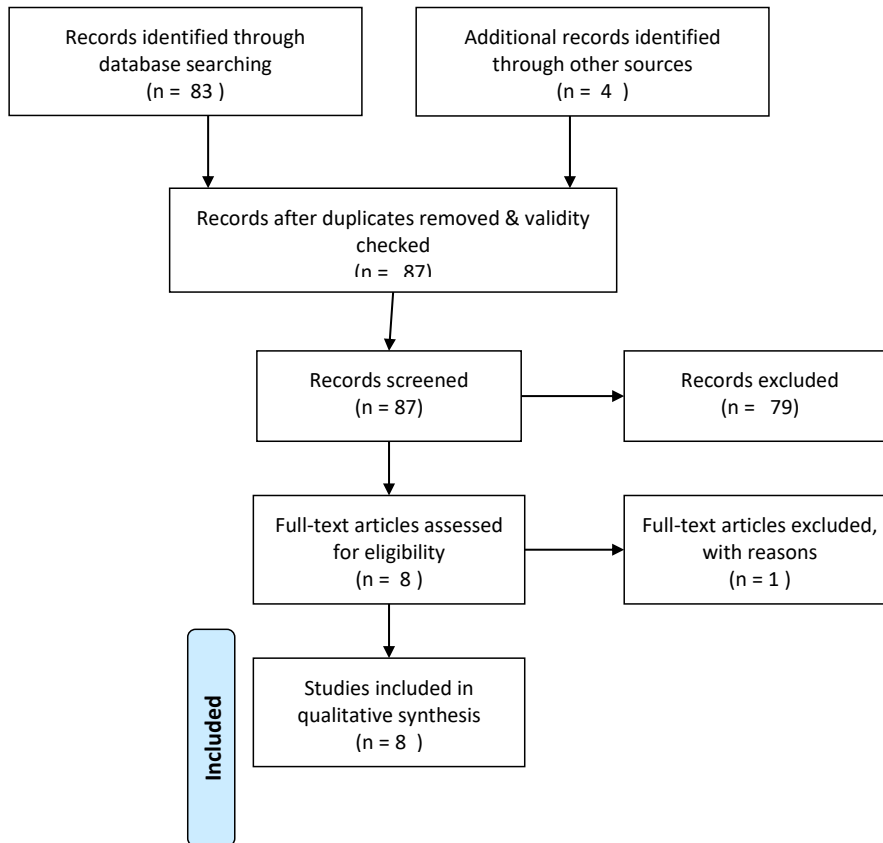 Records identified through
database searching
(n = 83 )
Additional records identified
through other sources
(n = 4 )
Records after duplicates removed & validity
checked
(n = 87)
Records screened
(n = 87)
Records excluded
(n = 79)
Full-text articles assessed
for eligibility
(n = 8 )
Full-text articles excluded,
with reasons
(n = 1 )
Included
Studies included in
qualitative synthesis
(n = 8 )